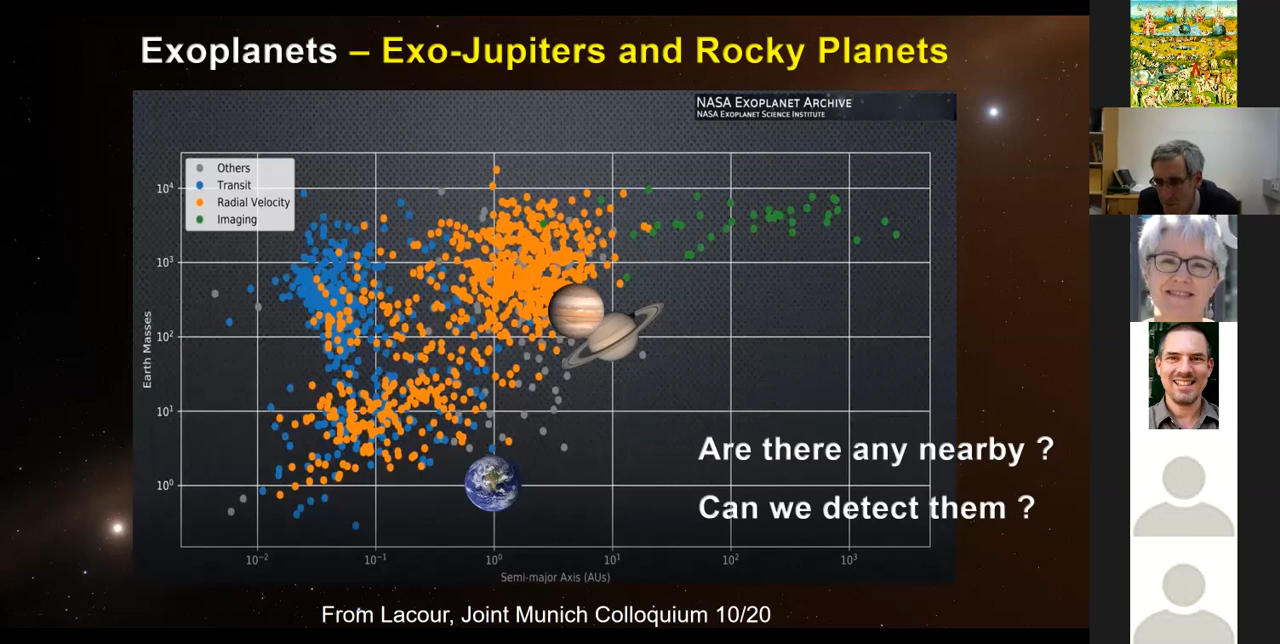 Exoplanets – Exo-Jupiters and Rocky Planets
NASA EXOPLANET ARCHIVE
NASA EXOPLANET SCIENCE INSTITUTE
Others
Transit
Radial Velocity
Imaging
10⁴
10³
10²
10¹
10⁰
Earth Masses
Are there any nearby ?
Can we detect them ?
10⁻² 10⁻¹ 10⁰ 10¹ 10² 10³
Semi-major Axis (AUs)
From Lacour, Joint Munich Colloquium 10/20